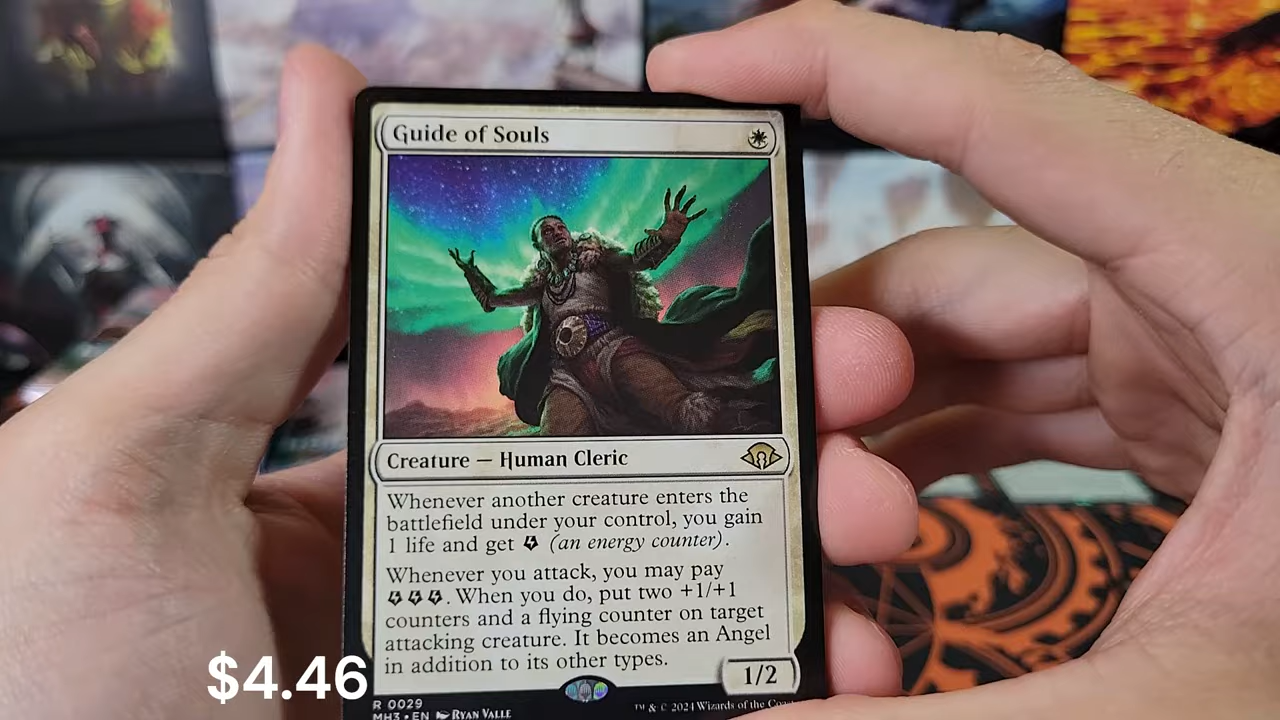 Guide of Souls
Creature — Human Cleric
Whenever another creature enters the
battlefield under your control, you gain
1 life and get (an energy counter).
Whenever you attack, you may pay
. When you do, put two +1/+1
counters and a flying counter on target
attacking creature. It becomes an Angel
in addition to its other types.
1/2
$4.46
R 0029
MH3 • EN RYAN VALLE
™ & © 2024 Wizards of the